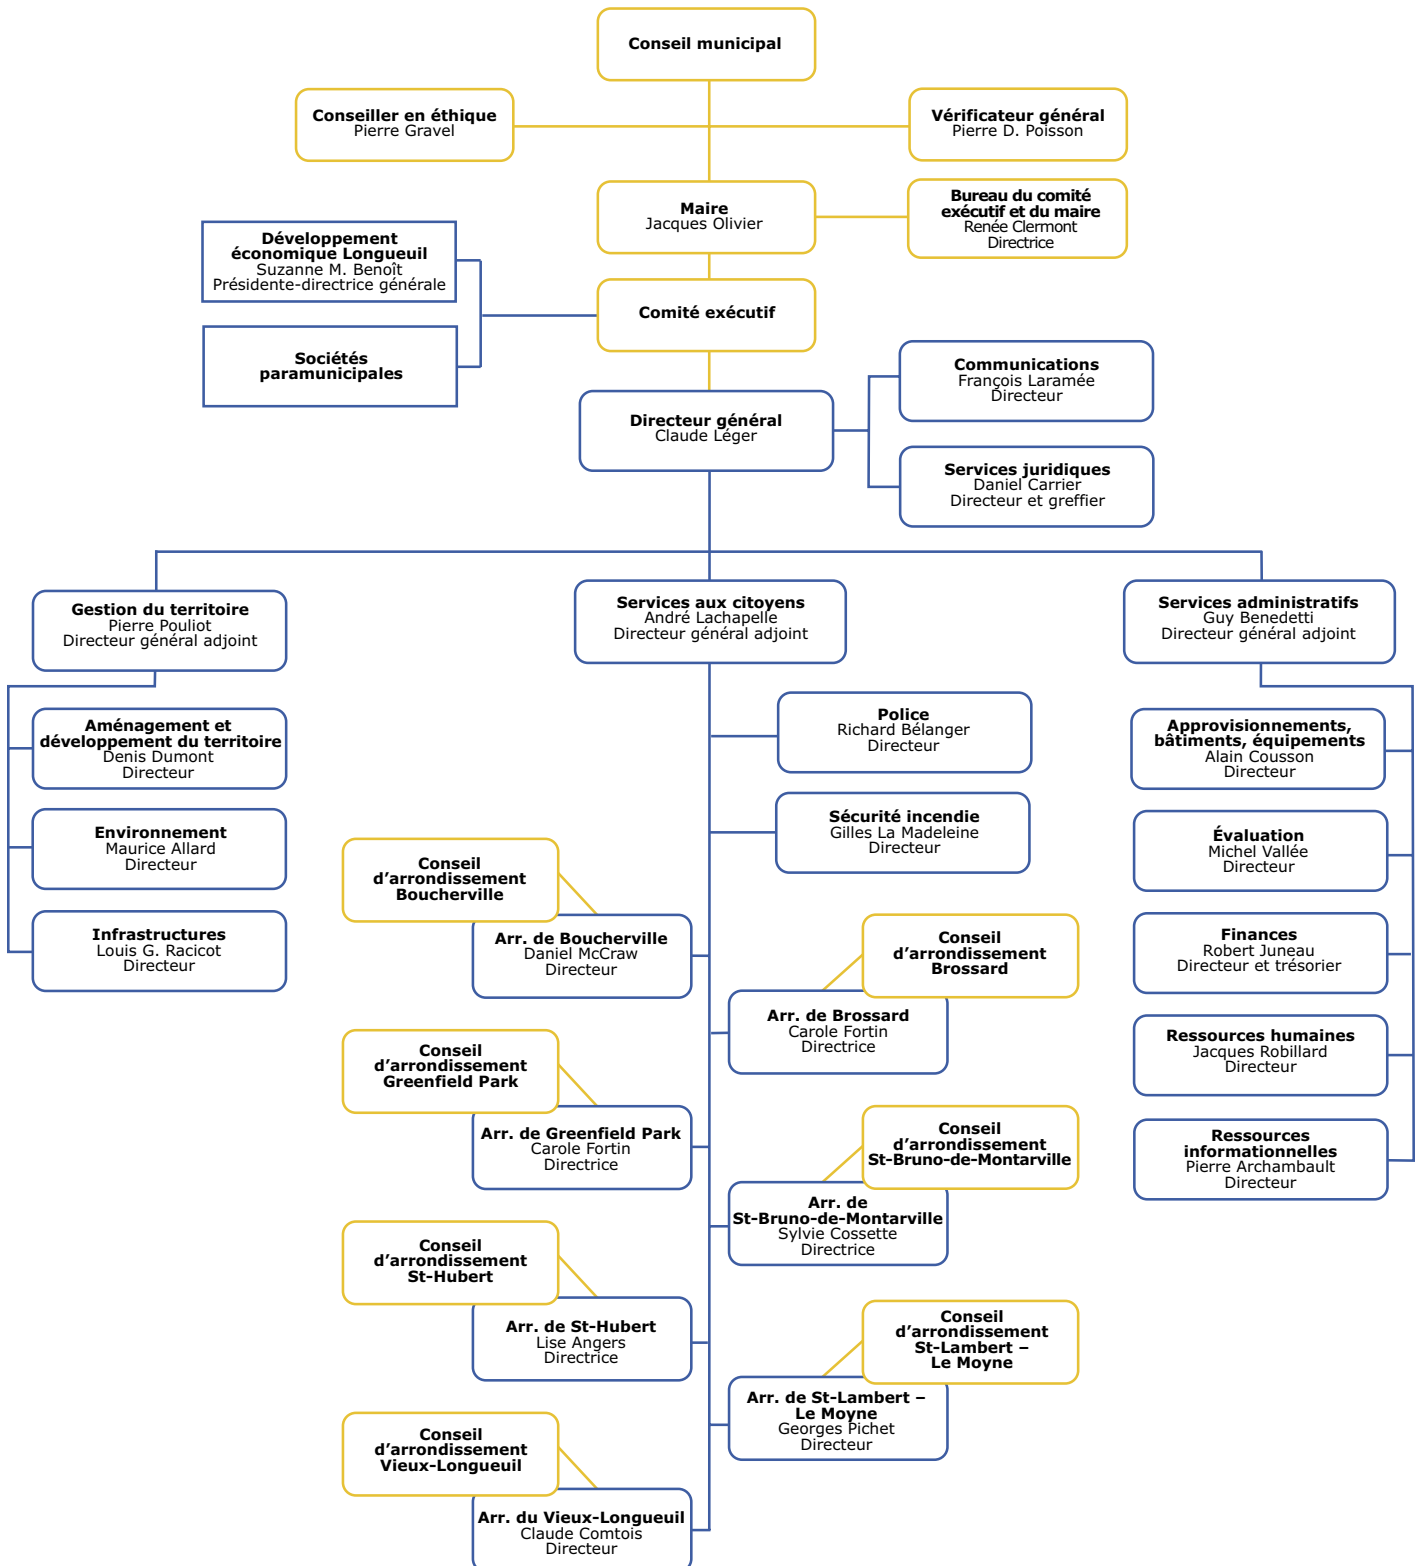 Conseil municipal
Conseiller en éthique
Pierre Gravel
Vérificateur général
Pierre D. Poisson
Maire
Jacques Olivier
Bureau du comité
exécutif et du maire
Renée Clermont
Directrice
Développement
économique Longueuil
Suzanne M. Benoît
Présidente-directrice générale
Comité exécutif
Sociétés
paramunicipales
Communications
François Laramée
Directeur
Directeur général
Claude Léger
Services juridiques
Daniel Carrier
Directeur et greffier
Gestion du territoire
Pierre Pouliot
Directeur général adjoint
Services aux citoyens
André Lachapelle
Directeur général adjoint
Services administratifs
Guy Benedetti
Directeur général adjoint
Aménagement et
développement du territoire
Denis Dumont
Directeur
Environnement
Maurice Allard
Directeur
Infrastructures
Louis G. Racicot
Directeur
Police
Richard Bélanger
Directeur
Sécurité incendie
Gilles La Madeleine
Directeur
Conseil
d'arrondissement
Boucherville
Arr. de Boucherville
Daniel McCraw
Directeur
Conseil
d'arrondissement
Brossard
Arr. de Brossard
Carole Fortin
Directrice
Conseil
d'arrondissement
Greenfield Park
Arr. de Greenfield Park
Carole Fortin
Directrice
Conseil
d'arrondissement
St-Bruno-de-Montarville
Arr. de
St-Bruno-de-Montarville
Sylvie Cossette
Directrice
Conseil
d'arrondissement
St-Hubert
Arr. de St-Hubert
Lise Angers
Directrice
Conseil
d'arrondissement
St-Lambert –
Le Moyne
Arr. de St-Lambert –
Le Moyne
Georges Pichet
Directeur
Conseil
d'arrondissement
Vieux-Longueuil
Arr. du Vieux-Longueuil
Claude Comtois
Directeur
Approvisionnements,
bâtiments, équipements
Alain Cousson
Directeur
Évaluation
Michel Vallée
Directeur
Finances
Robert Juneau
Directeur et trésorier
Ressources humaines
Jacques Robillard
Directeur
Ressources
informationnelles
Pierre Archambault
Directeur